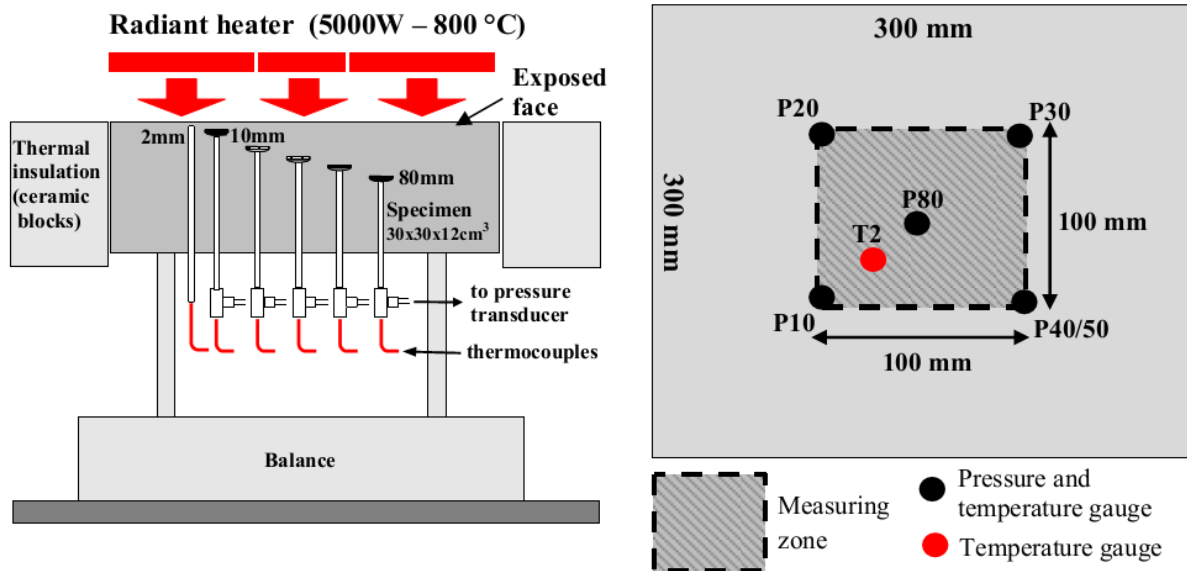 Radiant heater (5000W – 800 °C)
Exposed
face
Thermal
insulation
(ceramic
blocks)
2mm
10mm
80mm
Specimen
30x30x12cm³
to pressure
transducer
thermocouples
Balance
300 mm
300 mm
P20
P30
P80
T2
100 mm
P10
P40/50
100 mm
Measuring
zone
Pressure and
temperature gauge
Temperature gauge